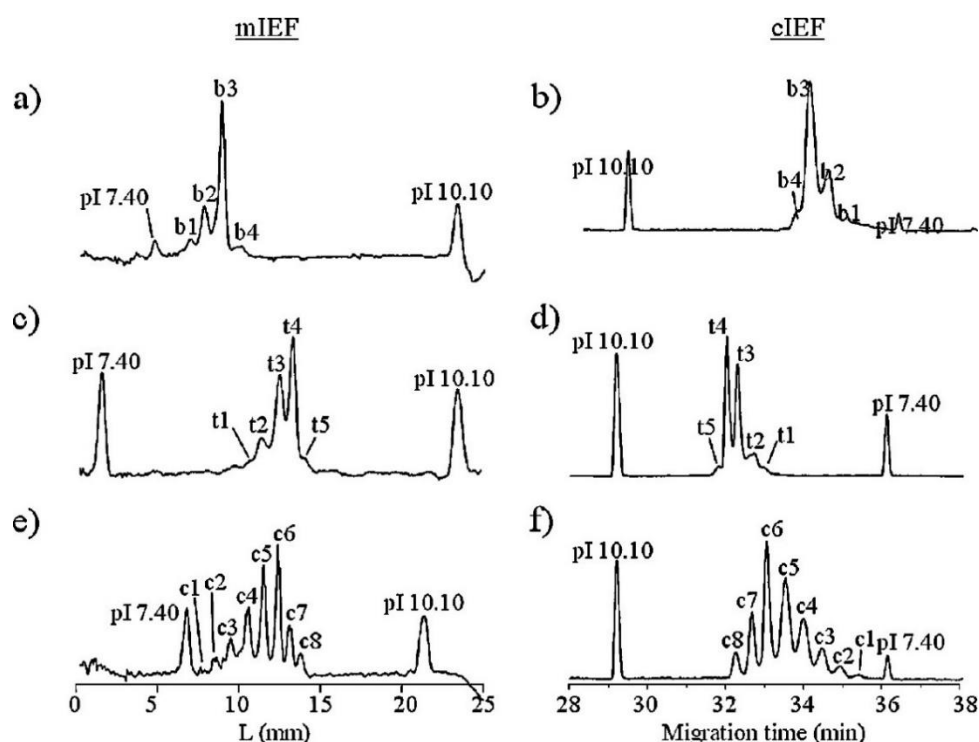 mIEF
cIEF
a)
pI 7.40
b1
b2
b3
b4
pI 10.10
b)
pI 10.10
b4
b3
b2
b1
pI 7.40
c)
pI 7.40
t1
t2
t3
t4
t5
pI 10.10
d)
pI 10.10
t5
t4
t3
t2
t1
pI 7.40
e)
pI 7.40
c1
c2
c3
c4
c5
c6
c7
c8
pI 10.10
0 5 10 15 20 25
L (mm)
f)
pI 10.10
c8
c7
c6
c5
c4
c3
c2
c1
pI 7.40
28 30 32 34 36 38
Migration time (min)